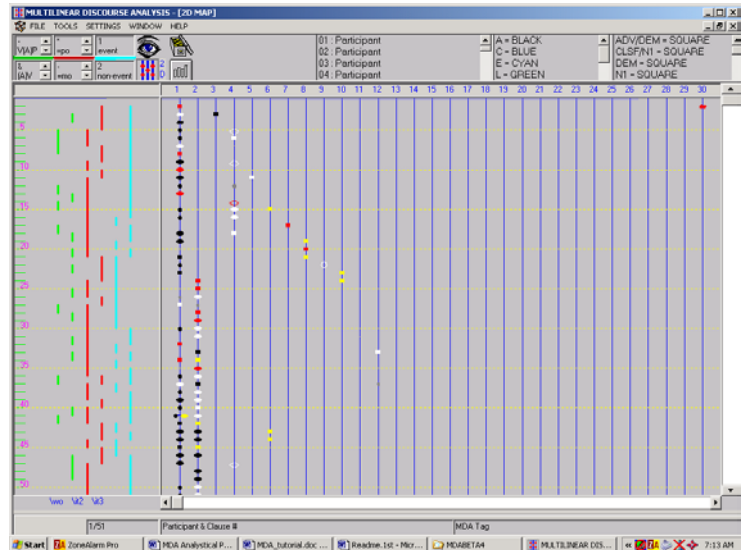 MULTILINEAR DISCOURSE ANALYSIS - [2D MAP]
FILE TOOLS SETTINGS WINDOW HELP
V|A|P
=po
1
event
=mo
2
non-event
01 : Participant
02 : Participant
03 : Participant
04 : Participant
A = BLACK
C = BLUE
E = CYAN
L = GREEN
ADV/DEM = SQUARE
CLSF/N1 = SQUARE
DEM = SQUARE
N1 = SQUARE
1 2 3 4 5 6 7 8 9 10 11 12 13 14 15 16 17 18 19 20 21 22 23 24 25 26 27 28 29 30
5
10
15
20
25
30
35
40
45
50
\wo \k2 \k3
1/51 Participant & Clause # MDA Tag
Start ZoneAlarm Pro MDA Analytical P... MDA_tutorial.doc ... Readme.1st - Micr... MDABETA4 MULTILINEAR DIS... 7:13 AM